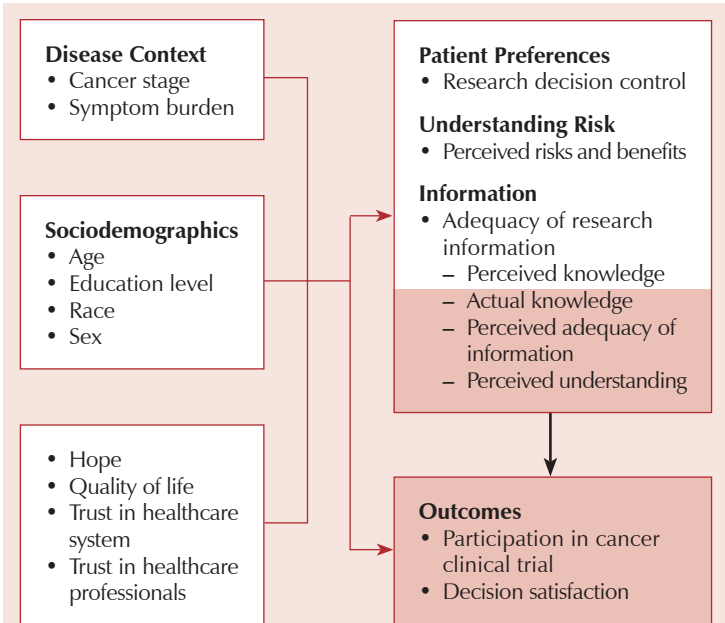 Disease Context
• Cancer stage
• Symptom burden
Sociodemographics
• Age
• Education level
• Race
• Sex
• Hope
• Quality of life
• Trust in healthcare
system
• Trust in healthcare
professionals
Patient Preferences
• Research decision control
Understanding Risk
• Perceived risks and benefits
Information
• Adequacy of research
information
– Perceived knowledge
– Actual knowledge
– Perceived adequacy of
information
– Perceived understanding
Outcomes
• Participation in cancer
clinical trial
• Decision satisfaction